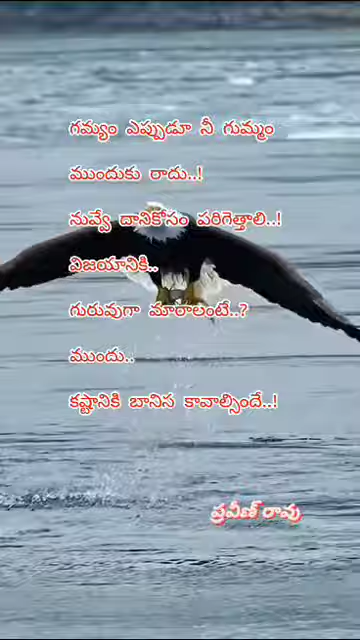 గమ్యం ఎప్పుడూ నీ గుమ్మం
ముందుకు రాదు..!
నువ్వే దానికోసం పరిగెత్తాలి..!
విజయానికి..
గురువుగా మారాలంటే..?
ముందు..
కష్టానికి బానిస కావాల్సిందే..!
ప్రవీణ్ రావు